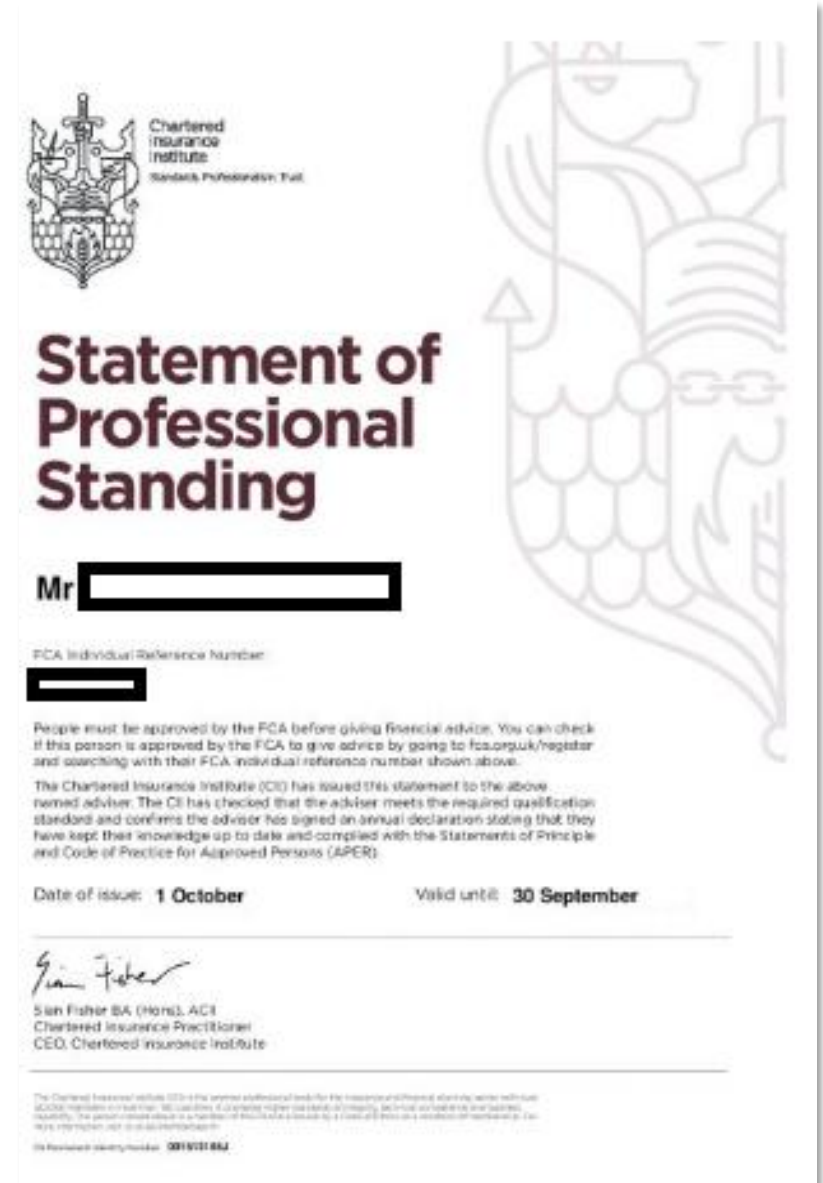 Chartered
Insurance
Institute
Standards. Professionalism. Trust.
Statement of
Professional
Standing
Mr
FCA Individual Reference Number:
People must be approved by the FCA before giving financial advice. You can check
if this person is approved by the FCA to give advice by going to fca.org.uk/register
and searching with their FCA individual reference number shown above.
The Chartered Insurance Institute (CII) has issued this statement to the above
named adviser. The CII has checked that the adviser meets the required qualification
standard and confirms the adviser has signed an annual declaration stating that they
have kept their knowledge up to date and complied with the Statements of Principle
and Code of Practice for Approved Persons (APER).
Date of issue: 1 October
Valid until: 30 September
Sian Fisher
Sian Fisher BA (Hons), ACII
Chartered Insurance Practitioner
CEO, Chartered Insurance Institute